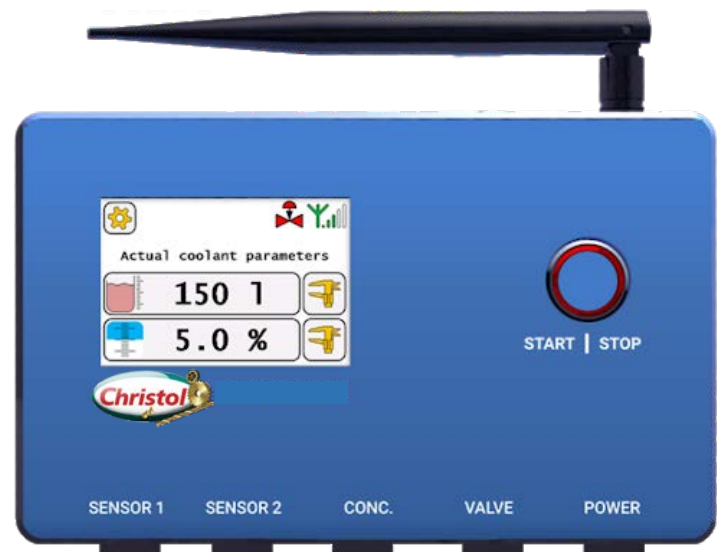 Actual coolant parameters
150 l
5.0 %
START | STOP
Christol
SENSOR 1 SENSOR 2 CONC. VALVE POWER